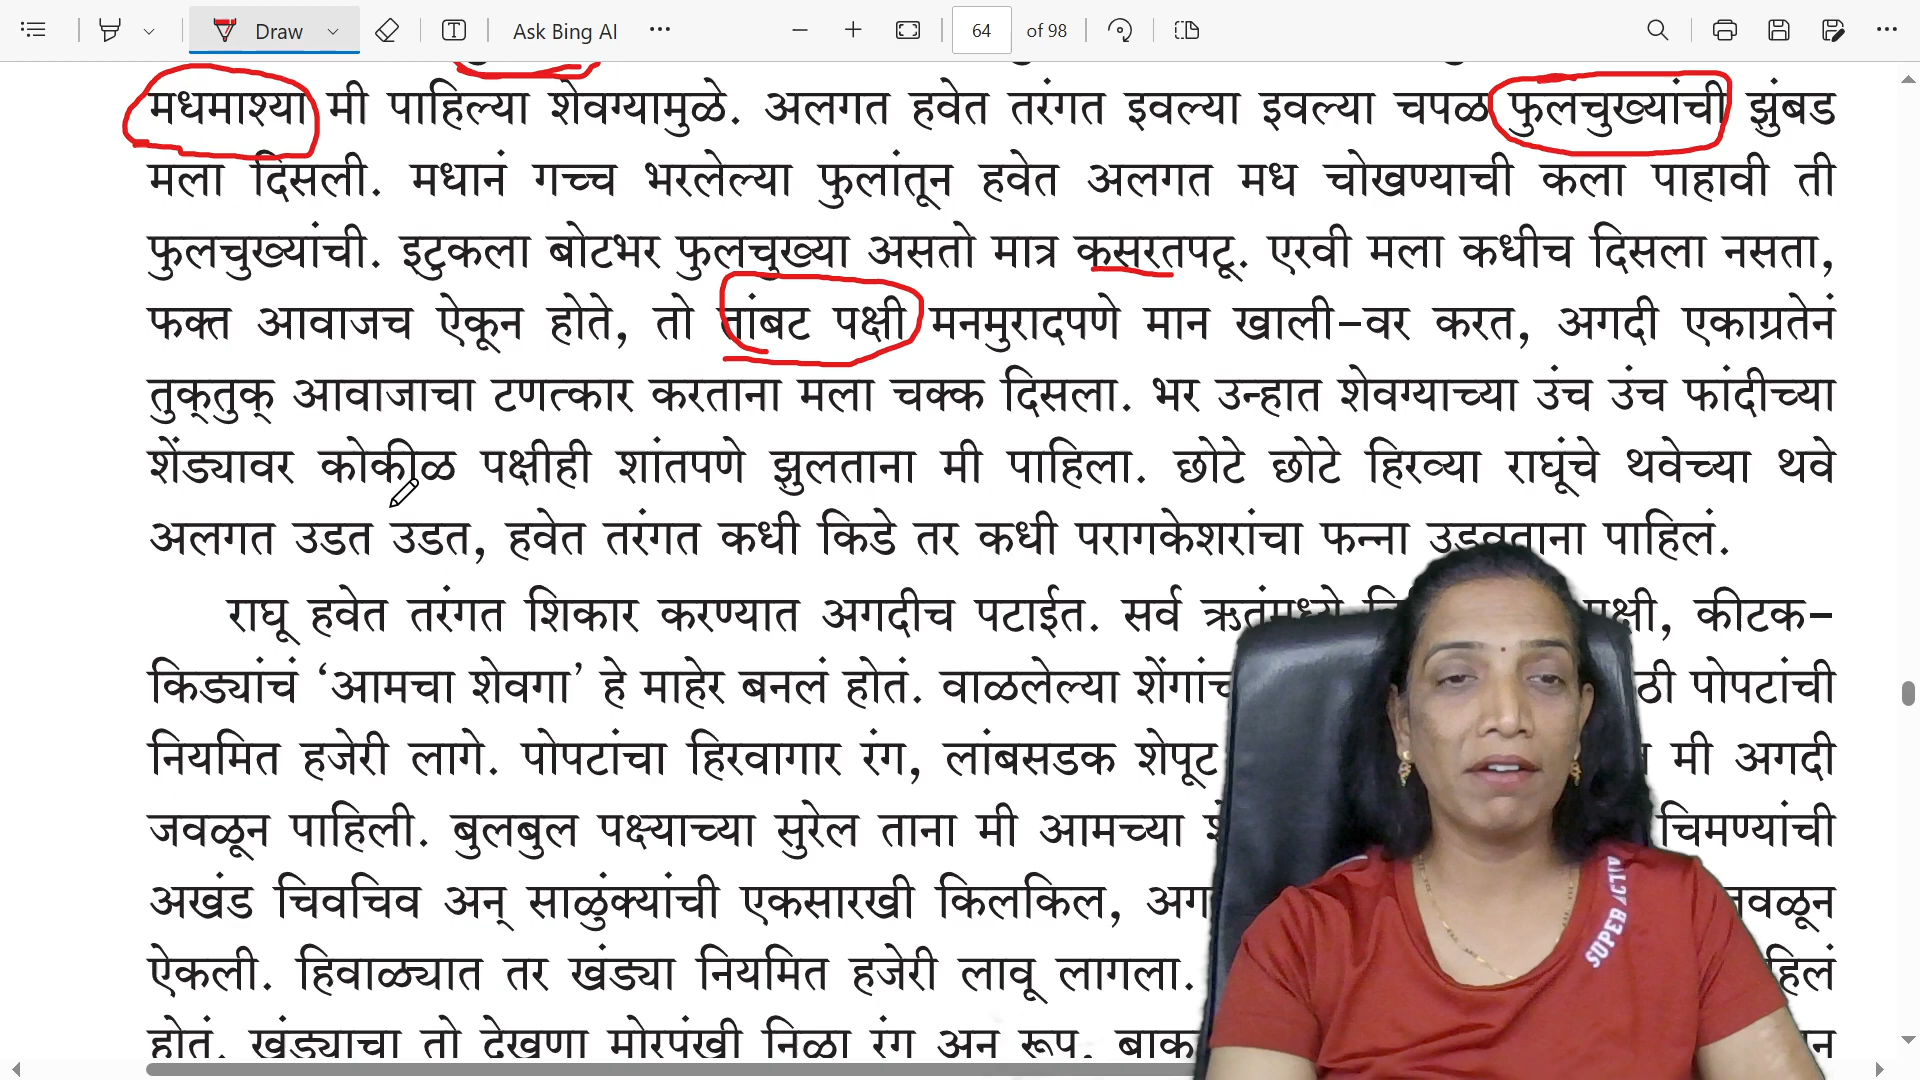 Draw
Ask Bing AI
64 of 98
मधमाश्या मी पाहिल्या शेवग्यामुळे. अलगत हवेत तरंगत इवल्या इवल्या चपळ फुलचुख्यांची झुंबड
मला दिसली. मधानं गच्च भरलेल्या फुलांतून हवेत अलगत मध चोखण्याची कला पाहावी ती
फुलचुख्यांची. इटुकला बोटभर फुलचुख्या असतो मात्र कसरतपटू. एरवी मला कधीच दिसला नसता,
फक्त आवाजच ऐकून होते, तो तांबट पक्षी मनमुरादपणे मान खाली-वर करत, अगदी एकाग्रतेनं
तुक्‌तुक् आवाजाचा टणत्कार करताना मला चक्क दिसला. भर उन्हात शेवग्याच्या उंच उंच फांदीच्या
शेंड्यावर कोकीळ पक्षीही शांतपणे झुलताना मी पाहिला. छोटे छोटे हिरव्या राघूंचे थवेच्या थवे
अलगत उडत उडत, हवेत तरंगत कधी किडे तर कधी परागकेशरांचा फन्ना उडवताना पाहिलं.
राघू हवेत तरंगत शिकार करण्यात अगदीच पटाईत. सर्व ऋतूंमध्ये पक्षी, कीटक-
किड्यांचं ‘आमचा शेवगा’ हे माहेर बनलं होतं. वाळलेल्या पोपटांची
नियमित हजेरी लागे. पोपटांचा हिरवागार रंग, लांबसडक शेपूट मी अगदी
जवळून पाहिली. बुलबुल पक्ष्याच्या सुरेल ताना मी आमच्या चिमण्यांची
अखंड चिवचिव अन् साळुंक्यांची एकसारखी किलकिल, जवळून
ऐकली. हिवाळ्यात तर खंड्या नियमित हजेरी लावू लागला.
होतं. खंड्याचा तो देखणा मोरपंखी निळा रंग अन् रूप,
SUPER ACTIV